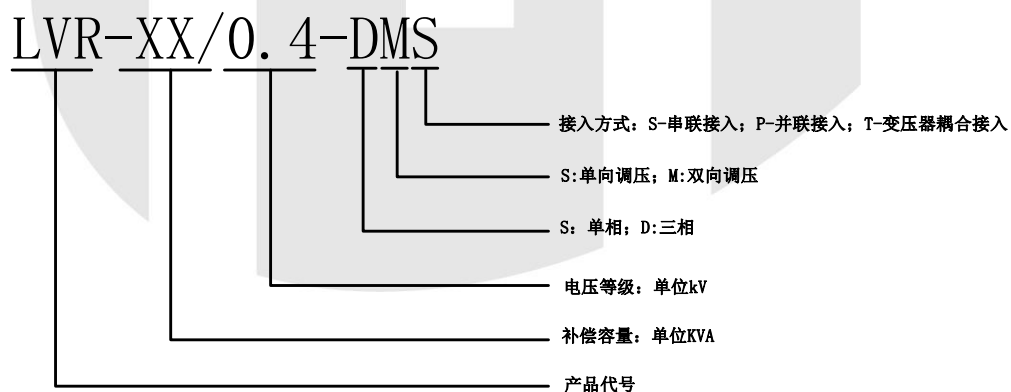 LVR-XX/0.4-DMS
接入方式：S-串联接入；P-并联接入；T-变压器耦合接入
S:单向调压；M:双向调压
S：单相；D:三相
电压等级：单位kV
补偿容量：单位KVA
产品代号